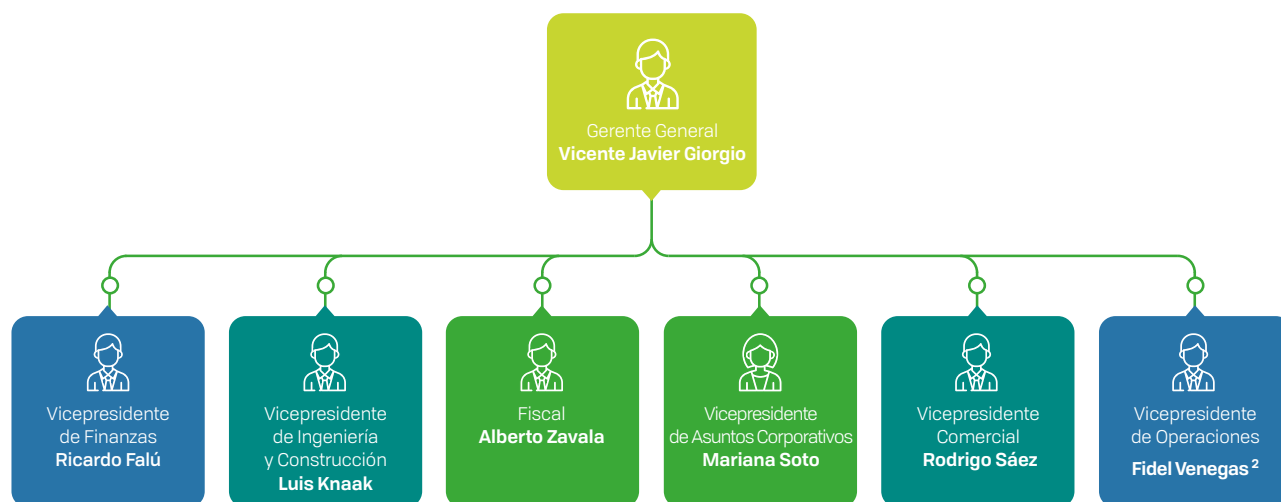 Gerente General
Vicente Javier Giorgio
Vicepresidente
de Finanzas
Ricardo Falú
Vicepresidente
de Ingeniería
y Construcción
Luis Knaak
Fiscal
Alberto Zavala
Vicepresidente
de Asuntos Corporativos
Mariana Soto
Vicepresidente
Comercial
Rodrigo Sáez
Vicepresidente
de Operaciones
Fidel Venegas ²